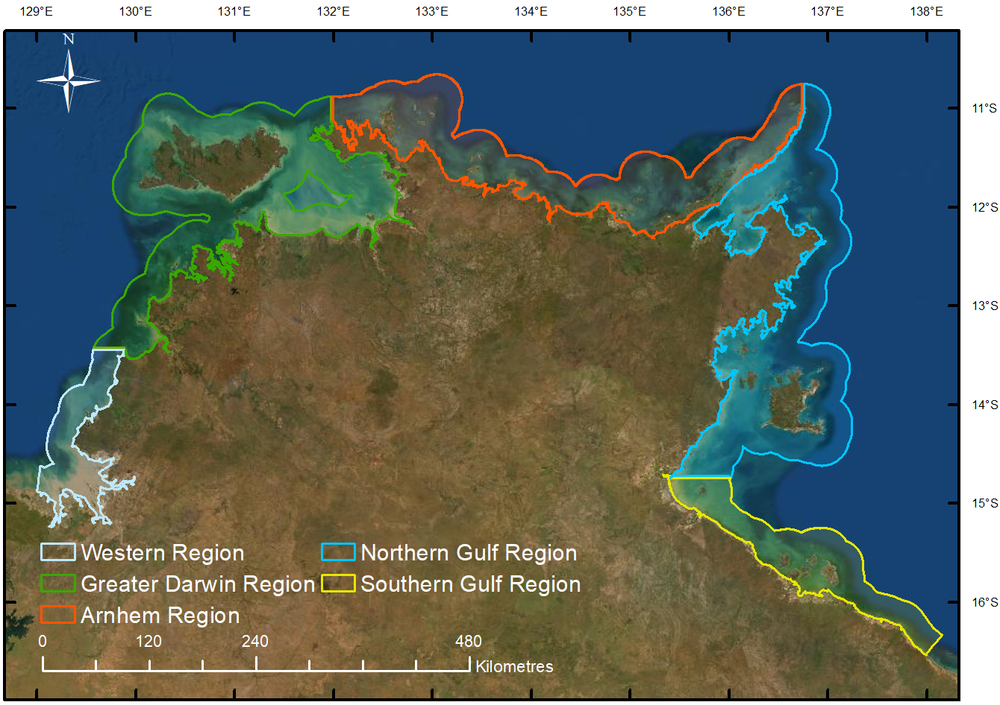 129°E 130°E 131°E 132°E 133°E 134°E 135°E 136°E 137°E 138°E
N
11°S
12°S
13°S
14°S
15°S
16°S
Western Region Northern Gulf Region
Greater Darwin Region Southern Gulf Region
Arnhem Region
0 120 240 480
Kilometres